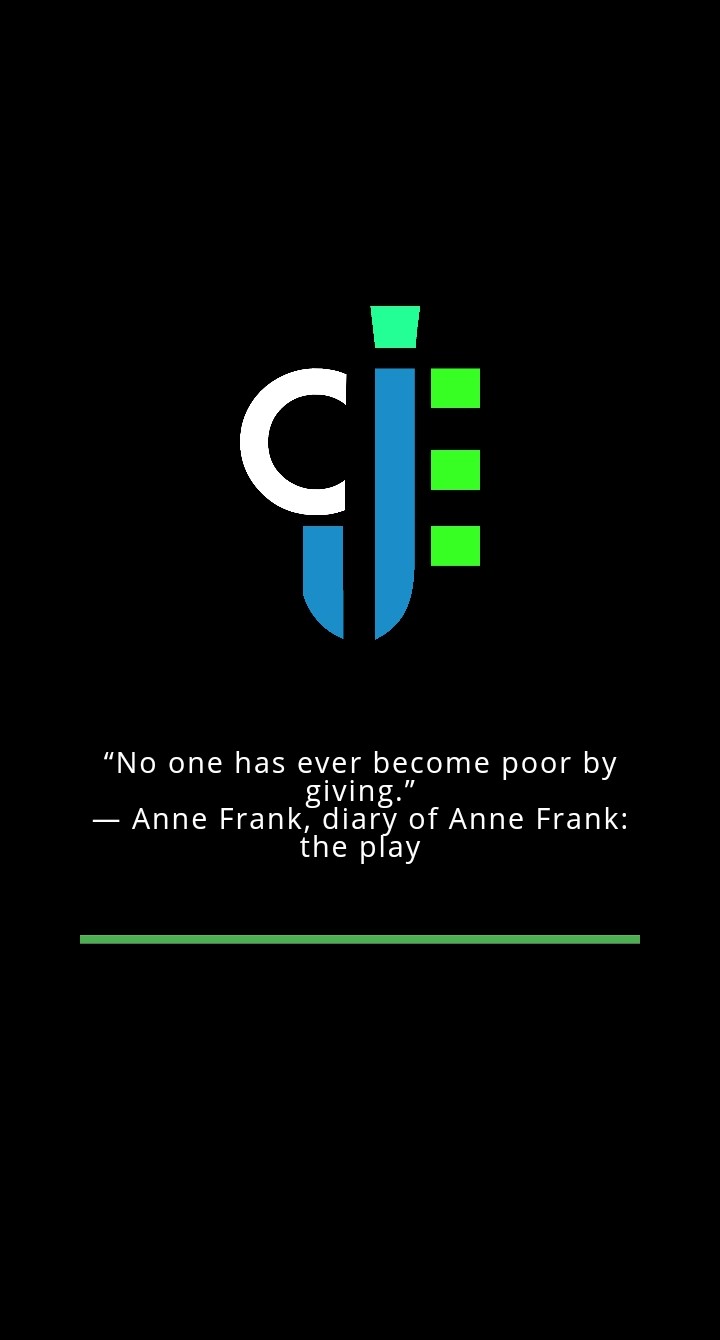 “No one has ever become poor by
giving.”
— Anne Frank, diary of Anne Frank:
the play